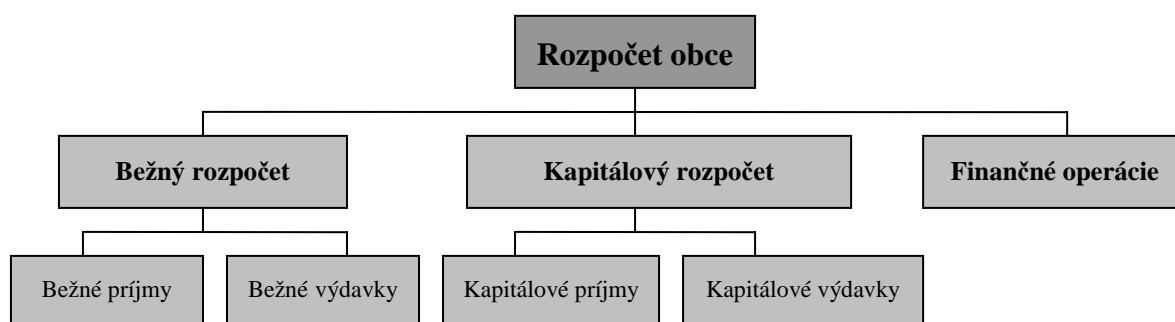 Rozpočet obce
Bežný rozpočet
Kapitálový rozpočet
Finančné operácie
Bežné príjmy
Bežné výdavky
Kapitálové príjmy
Kapitálové výdavky